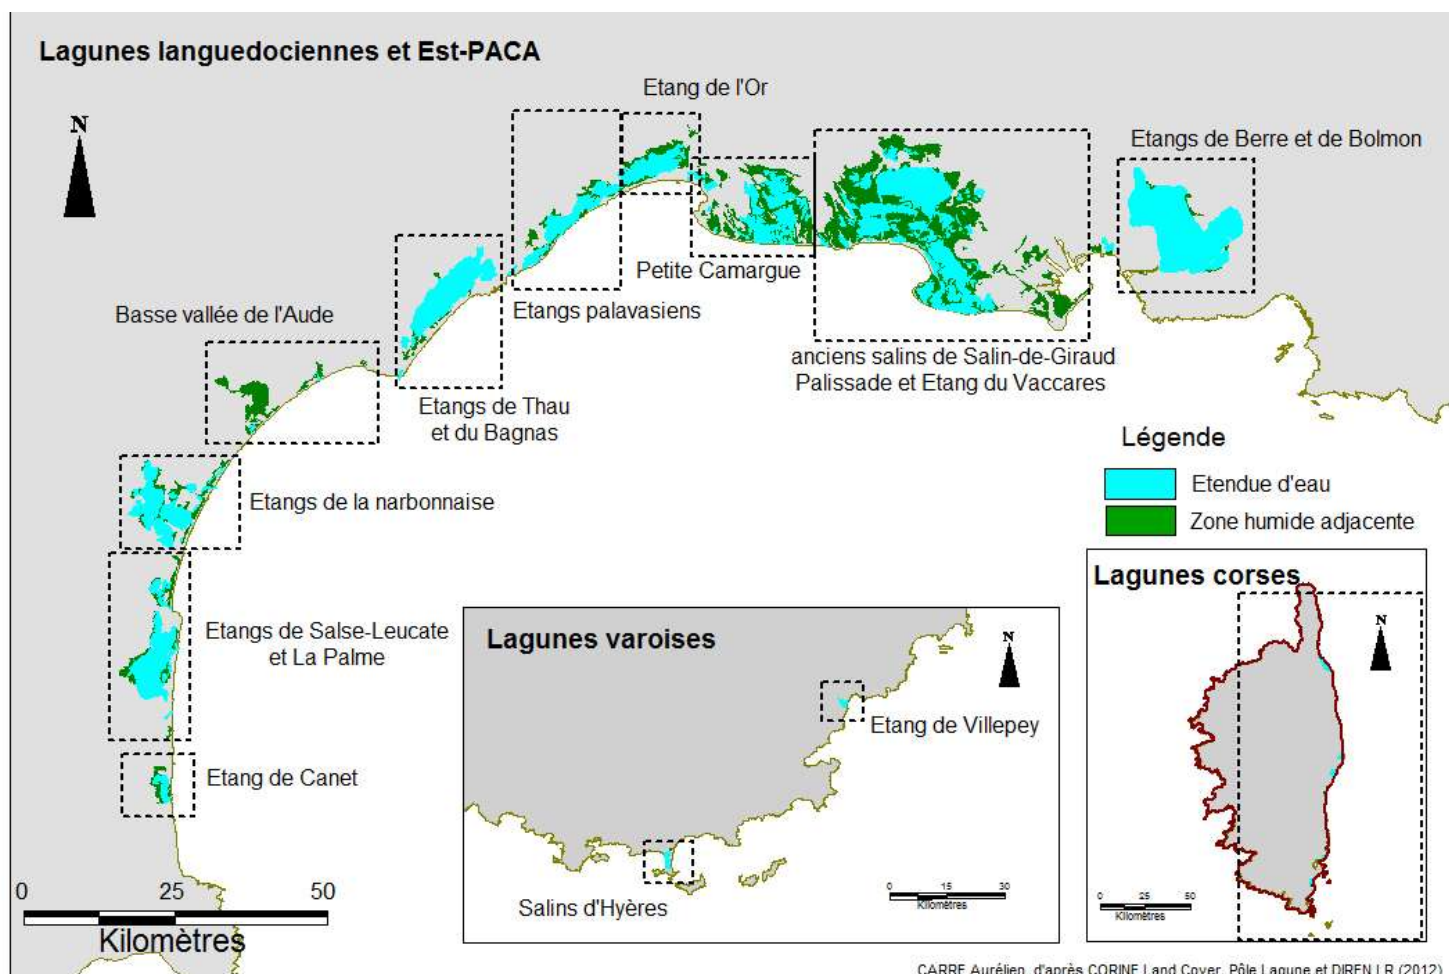 Lagunes languedociennes et Est-PACA
N
Etang de l'Or
Etangs de Berre et de Bolmon
Petite Camargue
Etangs palavasiens
Basse vallée de l'Aude
anciens salins de Salin-de-Giraud
Palissade et Etang du Vaccares
Etangs de Thau
et du Bagnas
Légende
Etendue d'eau
Zone humide adjacente
Etangs de la narbonnaise
Etangs de Salse-Leucate
et La Palme
Etang de Canet
0 25 50
Kilomètres
Lagunes varoises
N
Etang de Villepey
Salins d'Hyères
0 15 30
Kilomètres
Lagunes corses
N
0 25 50
Kilomètres
CARRE Aurélien, d'après CORINE Land Cover, Pôle Lagune et DIREN LR (2012)